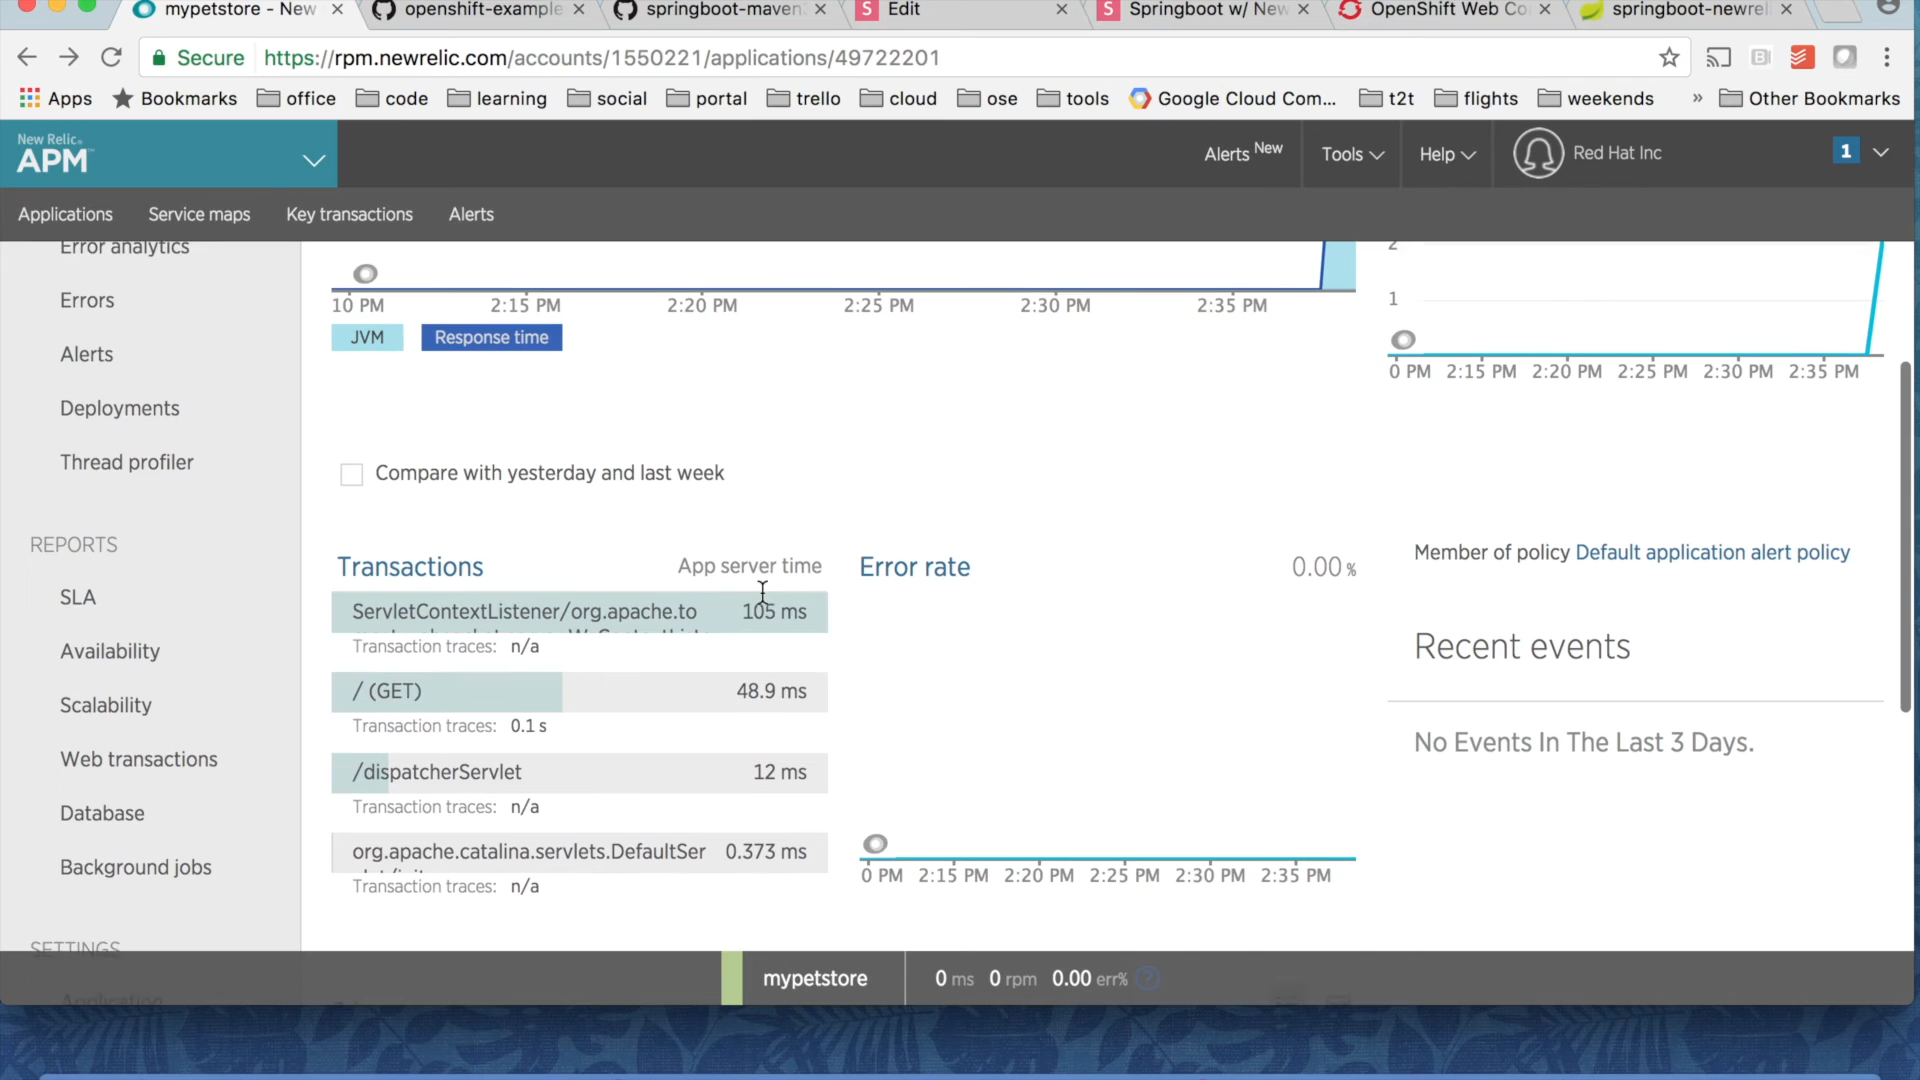 mypetstore - New
openshift-example
springboot-maven
Edit
Springboot w/ New
OpenShift Web Co
springboot-newrel
Secure https://rpm.newrelic.com/accounts/1550221/applications/49722201
Apps Bookmarks office code learning social portal trello cloud ose tools Google Cloud Com... t2t flights weekends » Other Bookmarks
New Relic
APM
Alerts New Tools Help Red Hat Inc 1
Applications Service maps Key transactions Alerts
Error analytics
Errors
Alerts
Deployments
Thread profiler
REPORTS
SLA
Availability
Scalability
Web transactions
Database
Background jobs
SETTINGS
Application
10 PM 2:15 PM 2:20 PM 2:25 PM 2:30 PM 2:35 PM
JVM Response time
2
1
0 PM 2:15 PM 2:20 PM 2:25 PM 2:30 PM 2:35 PM
Compare with yesterday and last week
Transactions App server time
ServletContextListener/org.apache.to 105 ms
Transaction traces: n/a
/ (GET) 48.9 ms
Transaction traces: 0.1 s
/dispatcherServlet 12 ms
Transaction traces: n/a
org.apache.catalina.servlets.DefaultSer 0.373 ms
Transaction traces: n/a
Error rate 0.00 %
0 PM 2:15 PM 2:20 PM 2:25 PM 2:30 PM 2:35 PM
Member of policy Default application alert policy
Recent events
No Events In The Last 3 Days.
mypetstore 0 ms 0 rpm 0.00 err% ?